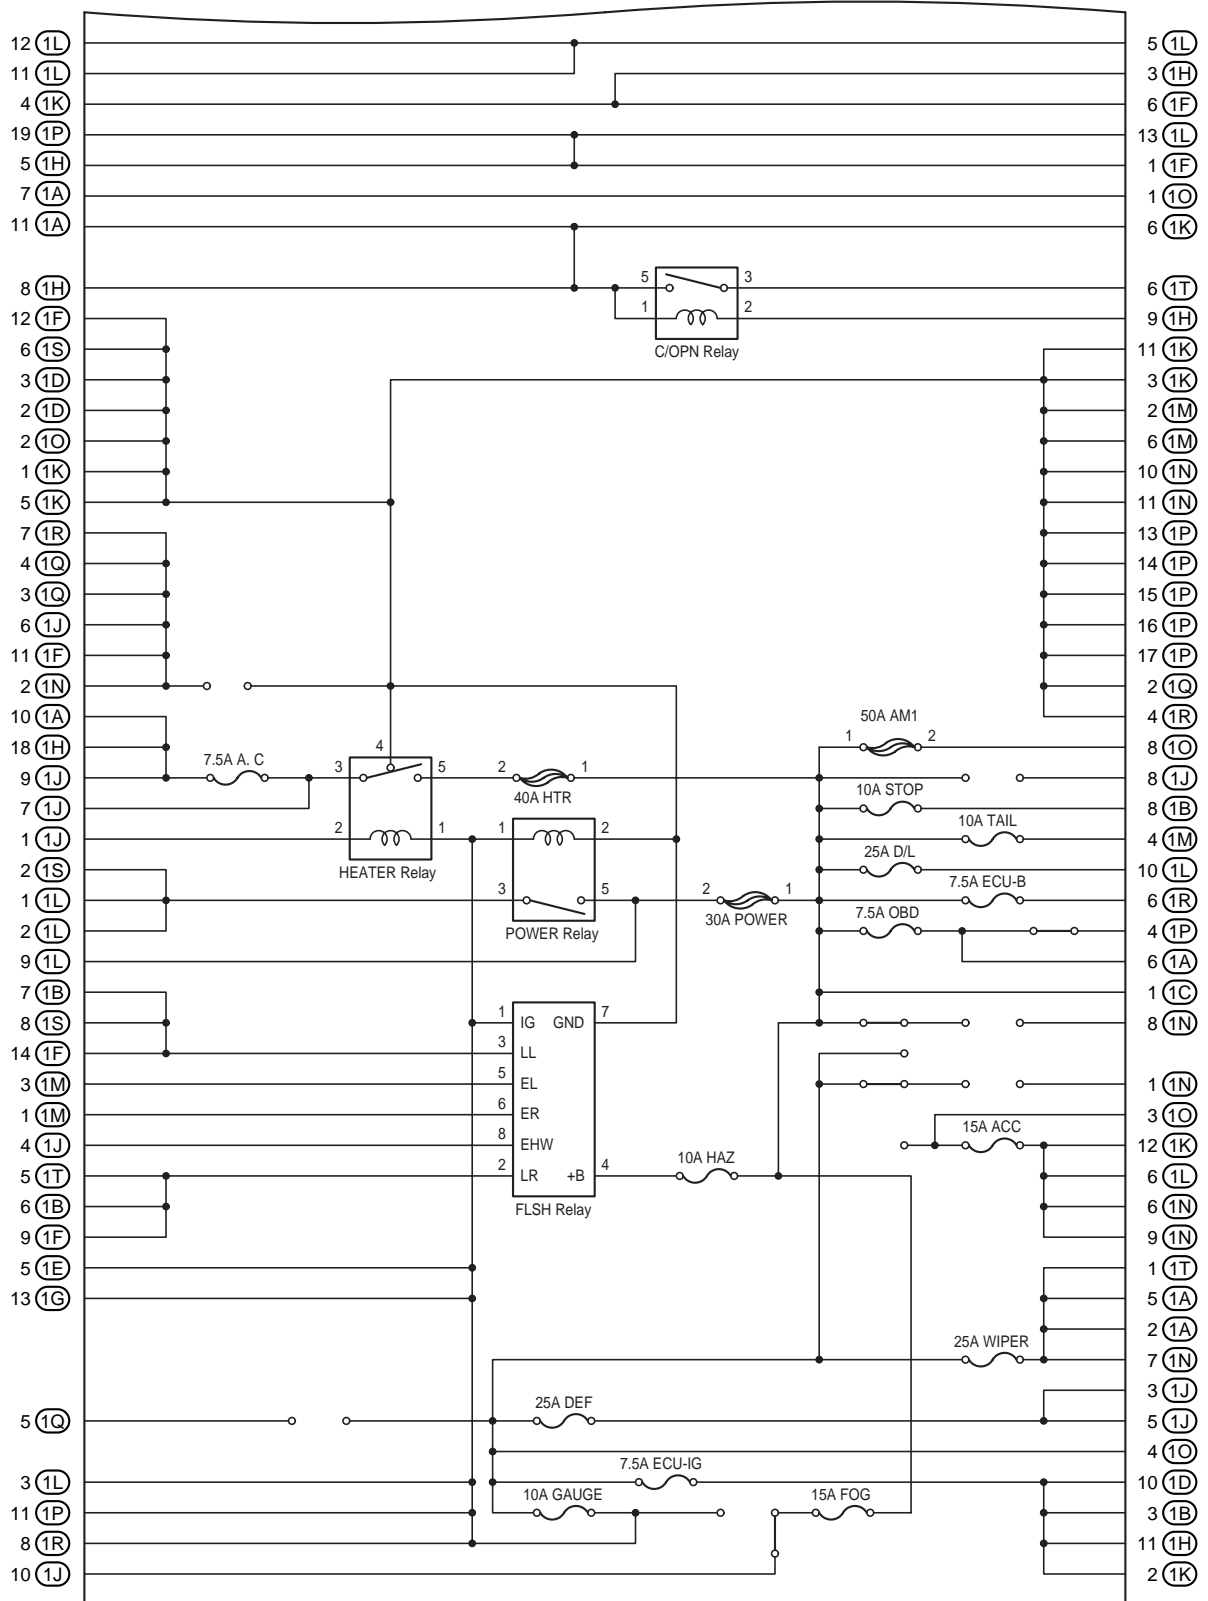 12 1L 5 1L
11 1L 3 1H
4 1K 6 1F
19 1P 13 1L
5 1H 1 1F
7 1A 1 1O
11 1A 6 1K
8 1H 5 3 6 1T
12 1F 1 2 9 1H
C/OPN Relay
6 1S 11 1K
3 1D 3 1K
2 1D 2 1M
2 1O 6 1M
1 1K 10 1N
5 1K 11 1N
7 1R 13 1P
4 1Q 14 1P
3 1Q 15 1P
6 1J 16 1P
11 1F 17 1P
2 1N 2 1Q
10 1A 50A AM1 4 1R
18 1H 4 1 2 8 1O
7.5A A. C
9 1J 3 5 2 1 8 1J
40A HTR 10A STOP
7 1J 8 1B
10A TAIL
1 1J 2 1 1 2 4 1M
HEATER Relay 25A D/L
2 1S 10 1L
7.5A ECU-B
1 1L 3 5 2 1 6 1R
30A POWER 7.5A OBD
2 1L POWER Relay 4 1P
9 1L 6 1A
7 1B 1 1C
8 1S 1 IG GND 7 8 1N
14 1F 3 LL
3 1M 5 EL 1 1N
1 1M 6 ER 3 1O
15A ACC
4 1J 8 EHW 12 1K
10A HAZ
5 1T 2 LR +B 4 6 1L
6 1B FLSH Relay 6 1N
9 1F 9 1N
5 1E 1 1T
13 1G 5 1A
2 1A
25A WIPER
7 1N
3 1J
25A DEF
5 1Q 5 1J
4 1O
7.5A ECU-IG
3 1L 10 1D
10A GAUGE 15A FOG
11 1P 3 1B
8 1R 11 1H
10 1J 2 1K